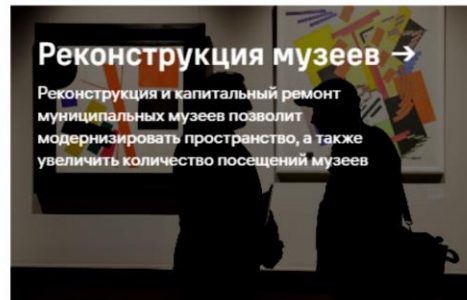 Реконструкция музеев →
Реконструкция и капитальный ремонт
муниципальных музеев позволит
модернизировать пространство, а также
увеличить количество посещений музеев